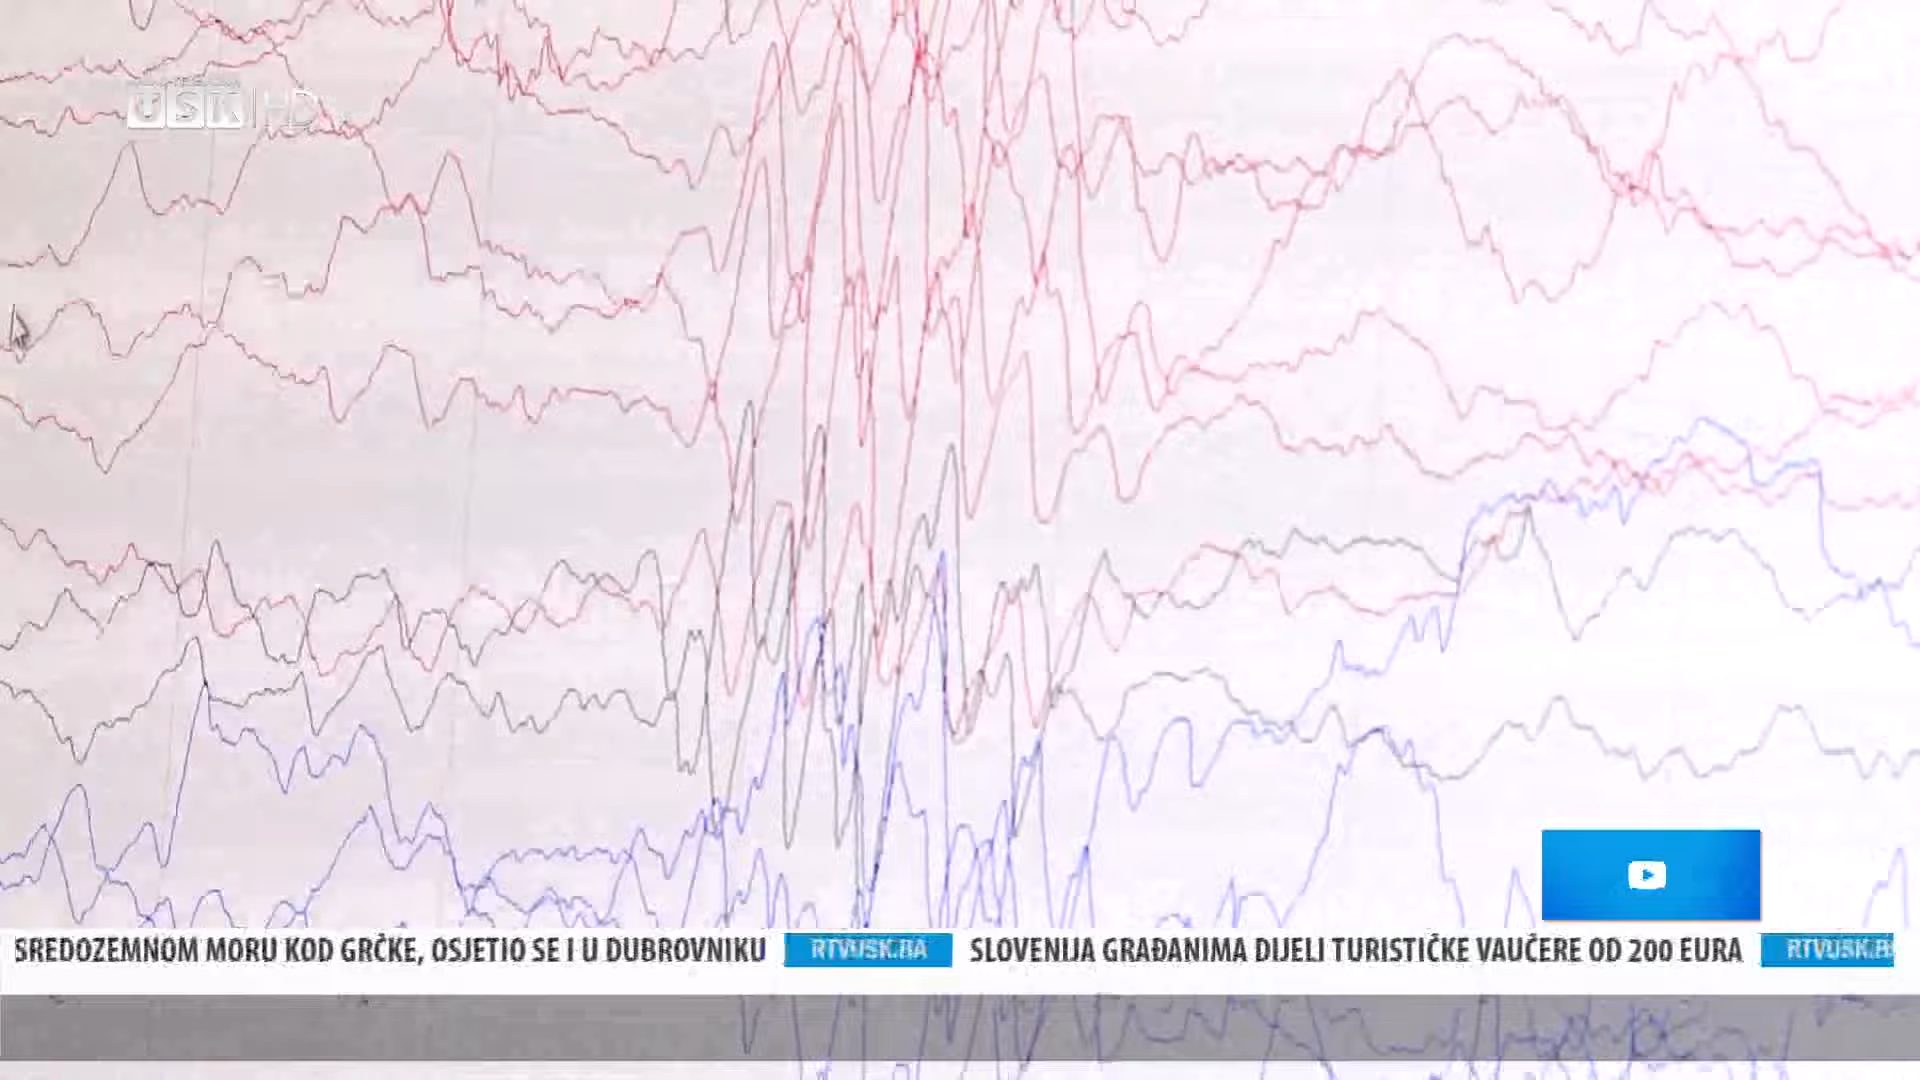 USK HD
SREDOZEMNOM MORU KOD GRČKE, OSJETIO SE I U DUBROVNIKU RTVUSK.BA SLOVENIJA GRAĐANIMA DIJELI TURISTIČKE VAUČERE OD 200 EURA RTVUSK.B